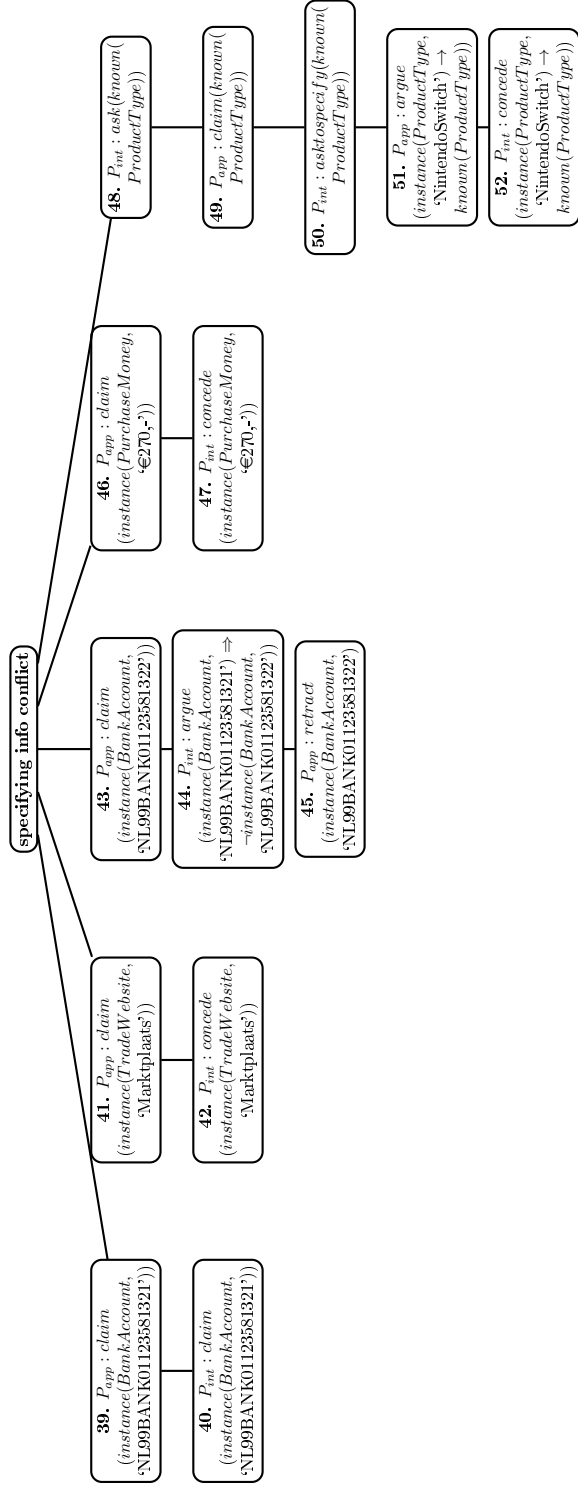 specifying info conflict
39. P_app : claim
(instance(BankAccount,
‘NL99BANK01123581321’))
40. P_int : claim
(instance(BankAccount,
‘NL99BANK01123581321’))
41. P_app : claim
(instance(TradeWebsite,
‘Marktplaats’))
42. P_int : concede
(instance(TradeWebsite,
‘Marktplaats’))
43. P_app : claim
(instance(BankAccount,
‘NL99BANK01123581322’))
44. P_int : argue
(instance(BankAccount,
‘NL99BANK01123581321’) ⇒
¬instance(BankAccount,
‘NL99BANK01123581322’))
45. P_app : retract
(instance(BankAccount,
‘NL99BANK01123581322’)
46. P_app : claim
(instance(PurchaseMoney,
‘€270,-’))
47. P_int : concede
(instance(PurchaseMoney,
‘€270,-’))
48. P_int : ask(known(
ProductType))
49. P_app : claim(known(
ProductType))
50. P_int : asktospecify(known(
ProductType))
51. P_app : argue
(instance(ProductType,
‘NintendoSwitch’) →
known(ProductType))
52. P_int : concede
(instance(ProductType,
‘NintendoSwitch’) →
known(ProductType))